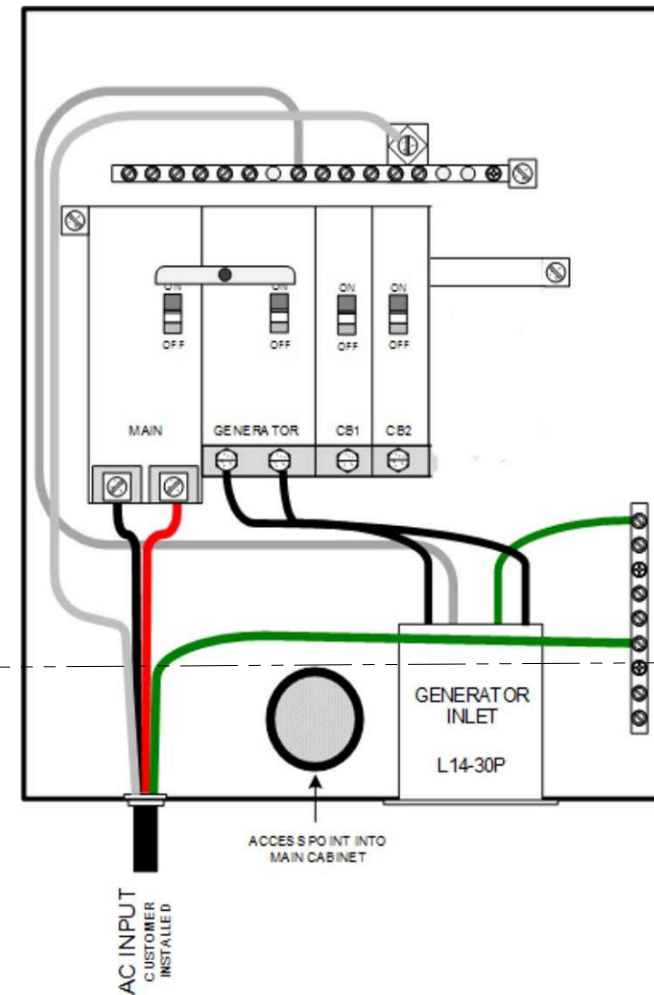 ON
ON
ON
ON
OFF
OFF
OFF
OFF
MAIN
GENERATOR
CB1
CB2
GENERATOR
INLET
L14-30P
ACCESS POINT INTO
MAIN CABINET
AC INPUT
CUSTOMER
INSTALLED